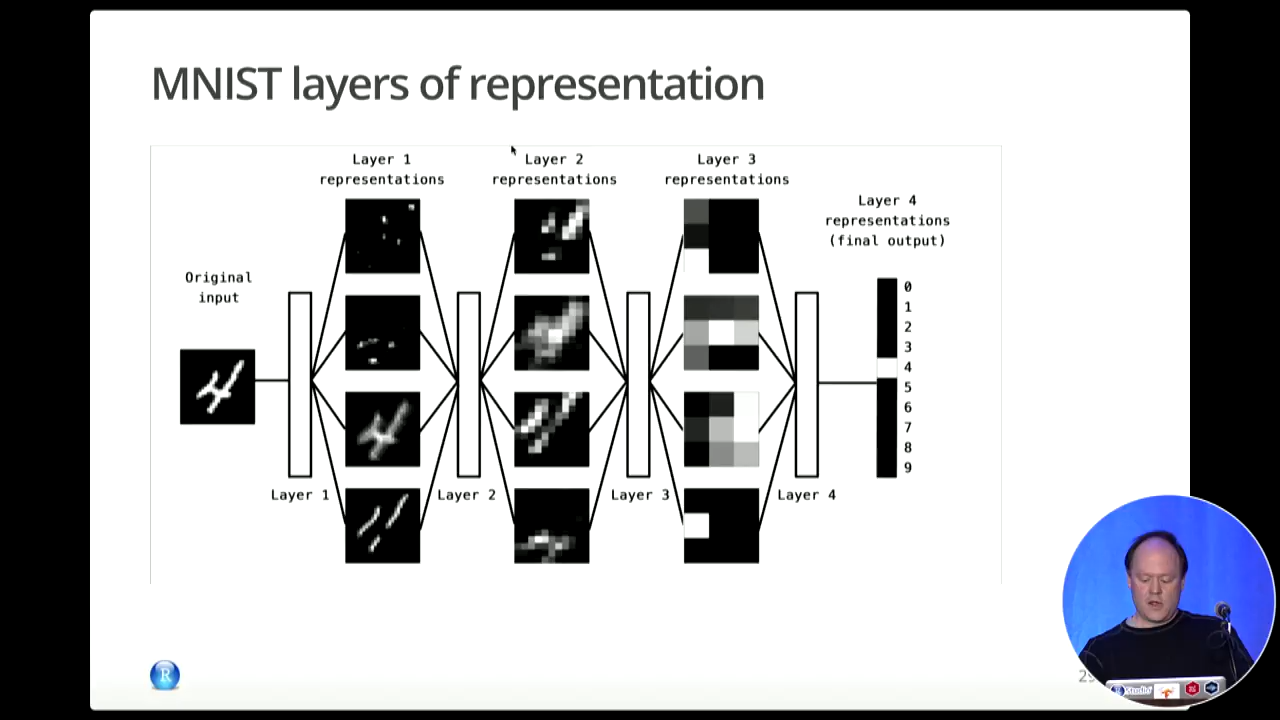 MNIST layers of representation
Layer 1
representations
Layer 2
representations
Layer 3
representations
Layer 4
representations
(final output)
Original
input
0
1
2
3
4
5
6
7
8
9
Layer 1
Layer 2
Layer 3
Layer 4
R
Studio